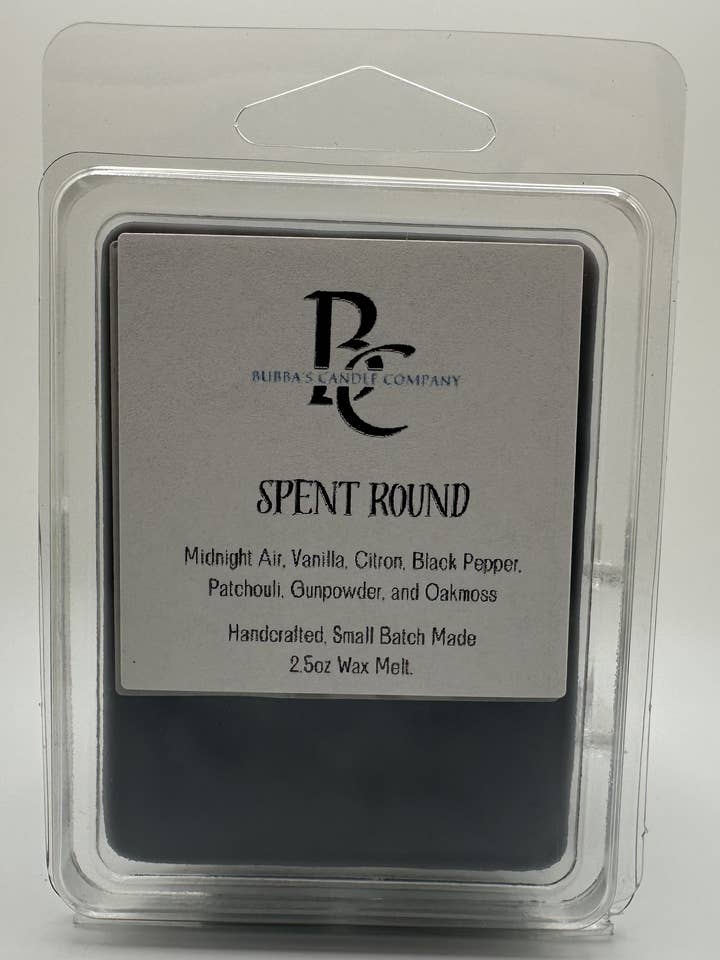 BC
BUBBA'S CANDLE COMPANY
SPENT ROUND
Midnight Air, Vanilla, Citron, Black Pepper,
Patchouli, Gunpowder, and Oakmoss
Handcrafted, Small Batch Made
2.5oz Wax Melt.